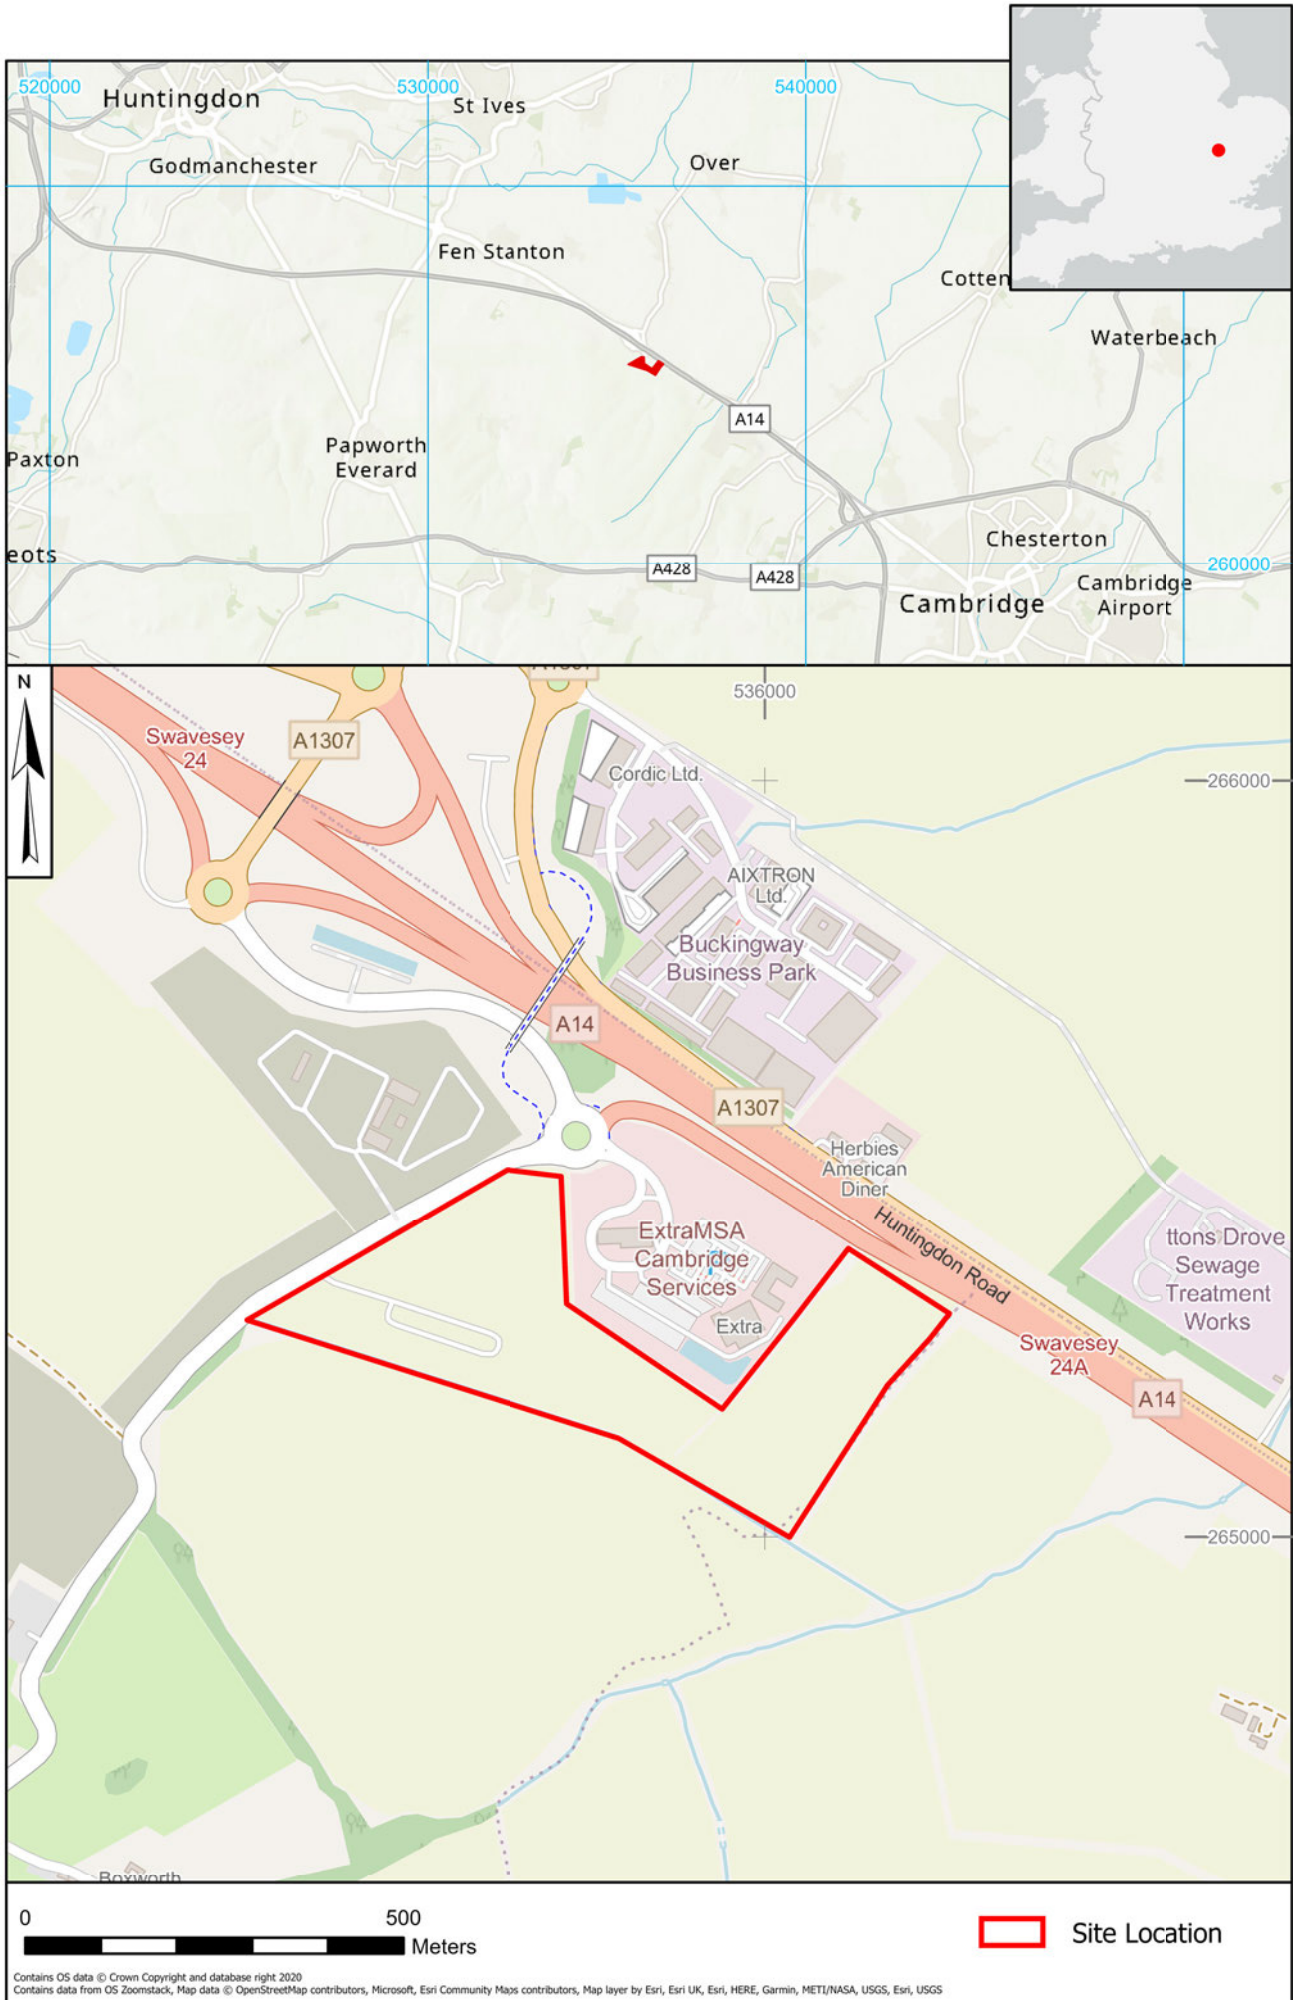 520000
530000
540000
Huntingdon
St Ives
Godmanchester
Over
Fen Stanton
Cotten
Waterbeach
A14
Papworth
Everard
Paxton
Chesterton
eots
A428
A428
260000
Cambridge
Airport
Cambridge
N
A1307
536000
Swavesey
24
A1307
Cordic Ltd.
266000
AIXTRON
Ltd.
Buckingway
Business Park
A14
A1307
Herbies
American
Diner
Huntingdon Road
ExtraMSA
Cambridge
Services
Extra
ttons Drove
Sewage
Treatment
Works
Swavesey
24A
A14
265000
Boxworth
0
500
Meters
Site Location
Contains OS data © Crown Copyright and database right 2020
Contains data from OS Zoomstack, Map data © OpenStreetMap contributors, Microsoft, Esri Community Maps contributors, Map layer by Esri, Esri UK, Esri, HERE, Garmin, METI/NASA, USGS, Esri, USGS